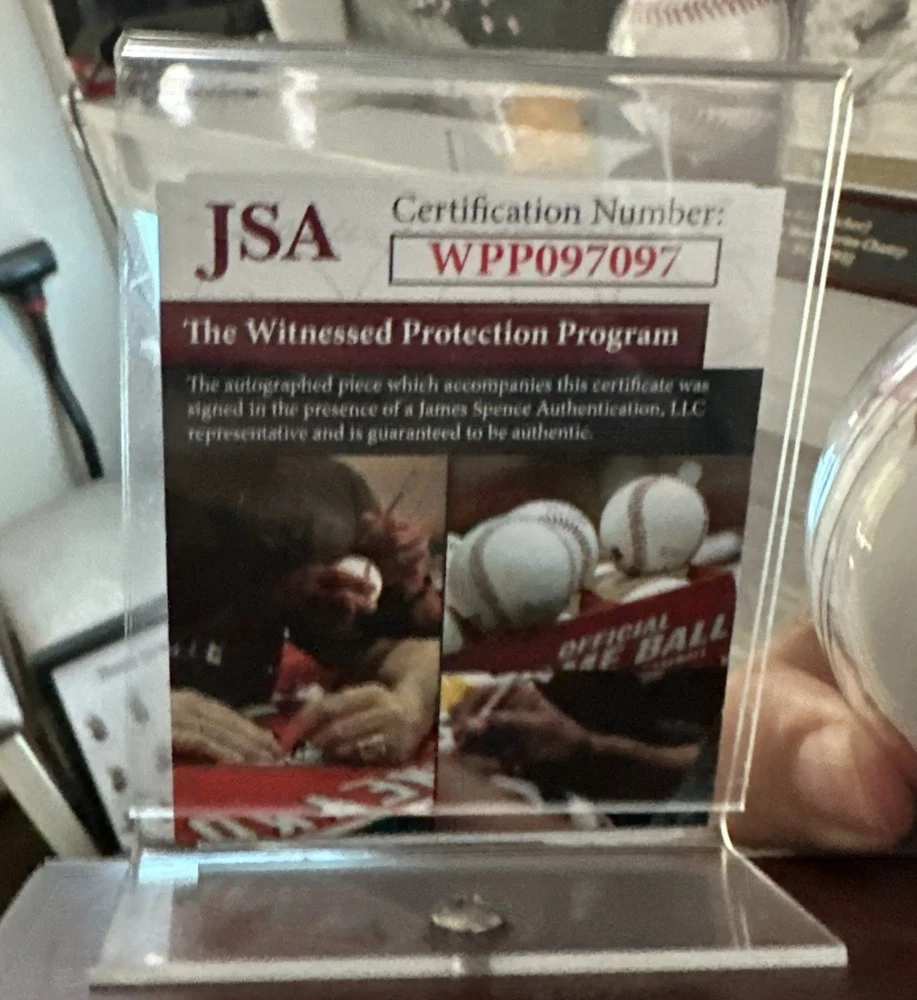 JSA
Certification Number:
WPP097097
The Witnessed Protection Program
The autographed piece which accompanies this certificate was
signed in the presence of a James Spence Authentication, LLC
representative and is guaranteed to be authentic.
OFFICIAL
ME BALL